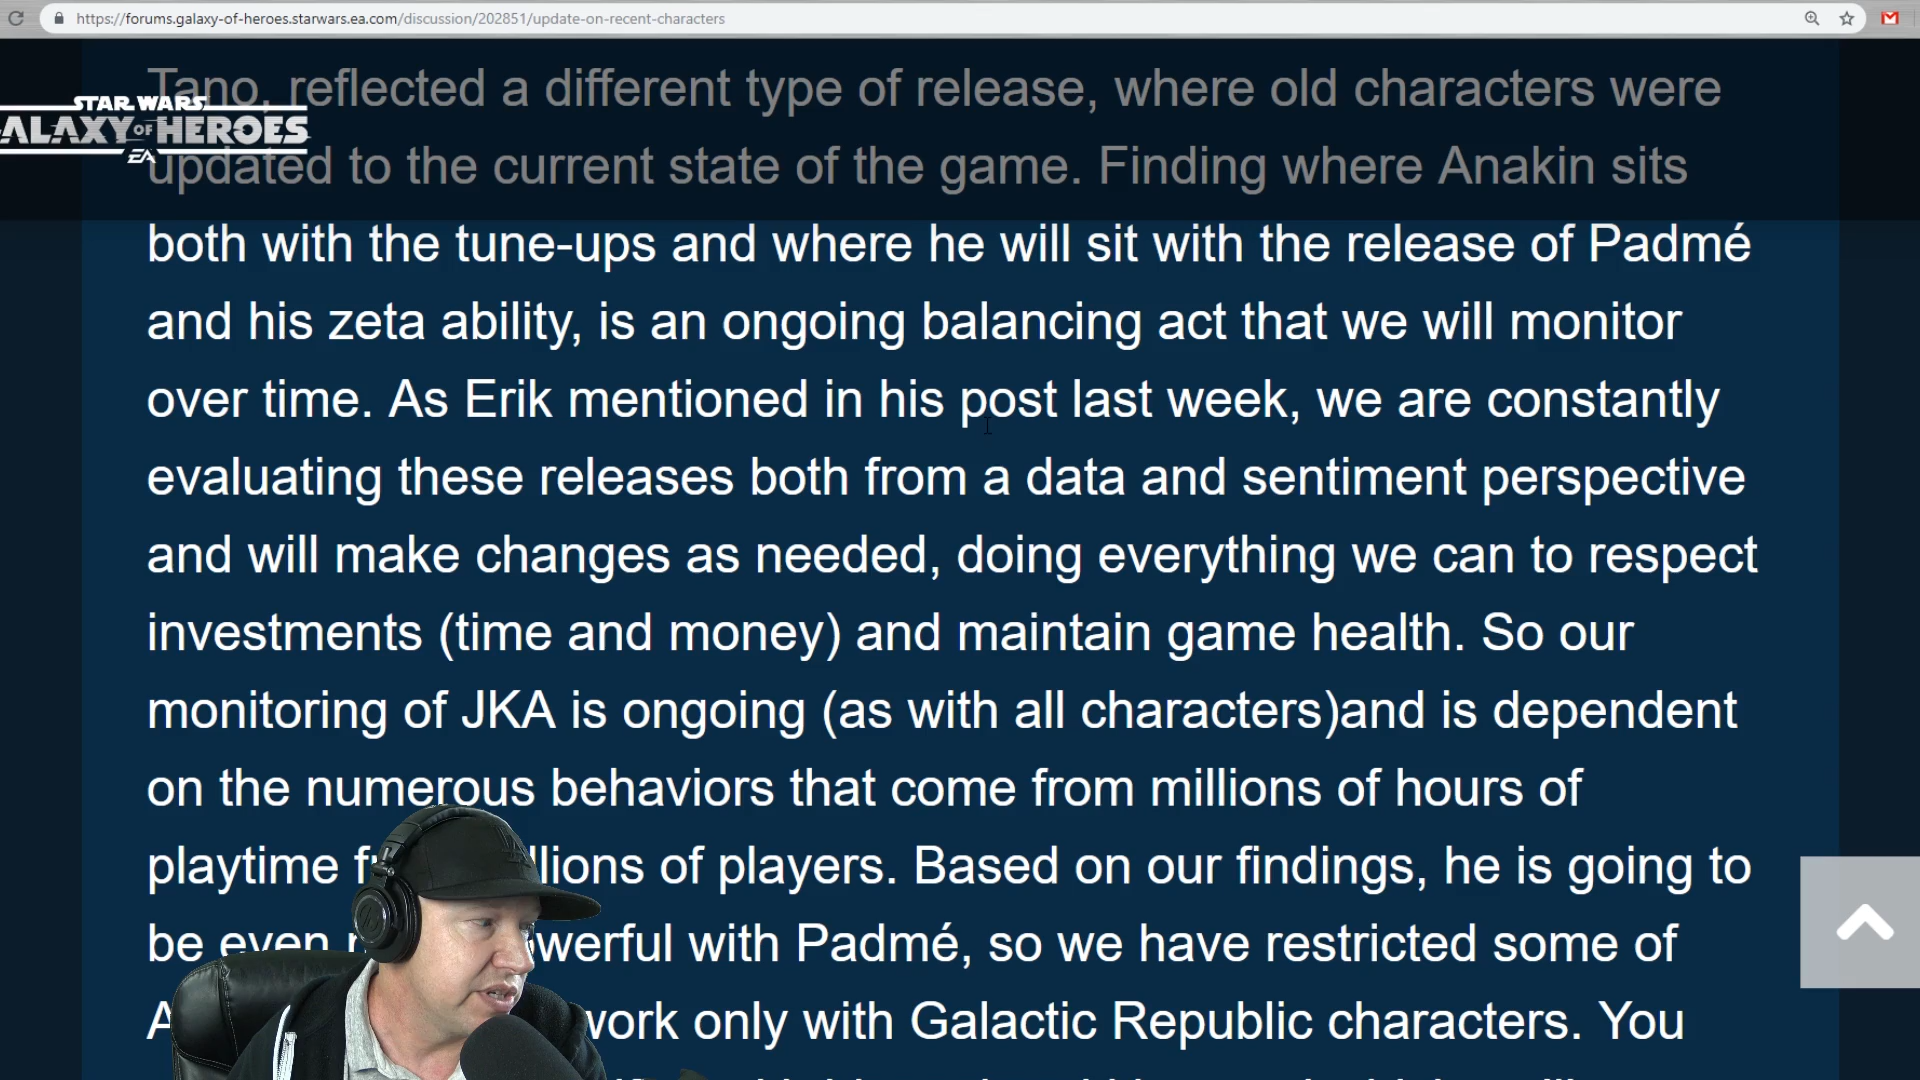 https://forums.galaxy-of-heroes.starwars.ea.com/discussion/202851/update-on-recent-characters
Tano, reflected a different type of release, where old characters were
STAR WARS
GALAXY OF HEROES
EA
updated to the current state of the game. Finding where Anakin sits
both with the tune-ups and where he will sit with the release of Padmé
and his zeta ability, is an ongoing balancing act that we will monitor
over time. As Erik mentioned in his post last week, we are constantly
evaluating these releases both from a data and sentiment perspective
and will make changes as needed, doing everything we can to respect
investments (time and money) and maintain game health. So our
monitoring of JKA is ongoing (as with all characters)and is dependent
on the numerous behaviors that come from millions of hours of
playtime llions of players. Based on our findings, he is going to
be even werful with Padmé, so we have restricted some of
work only with Galactic Republic characters. You